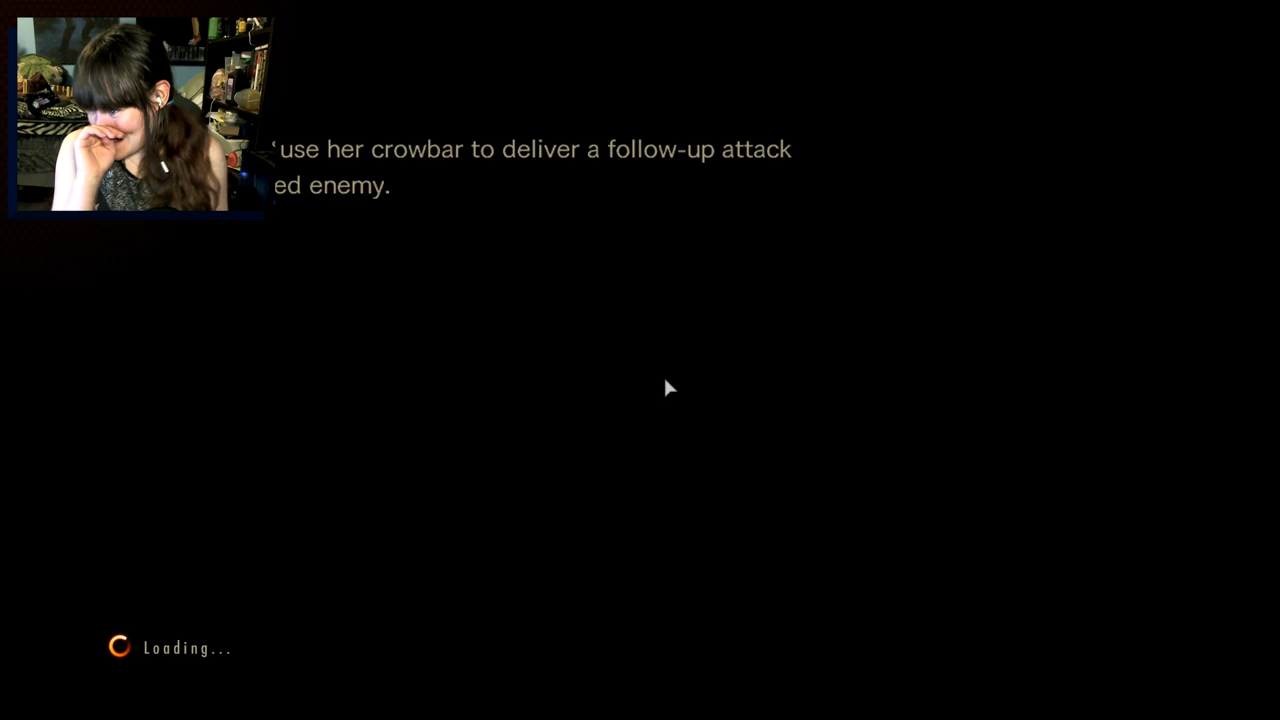 use her crowbar to deliver a follow-up attack
ed enemy.
Loading...